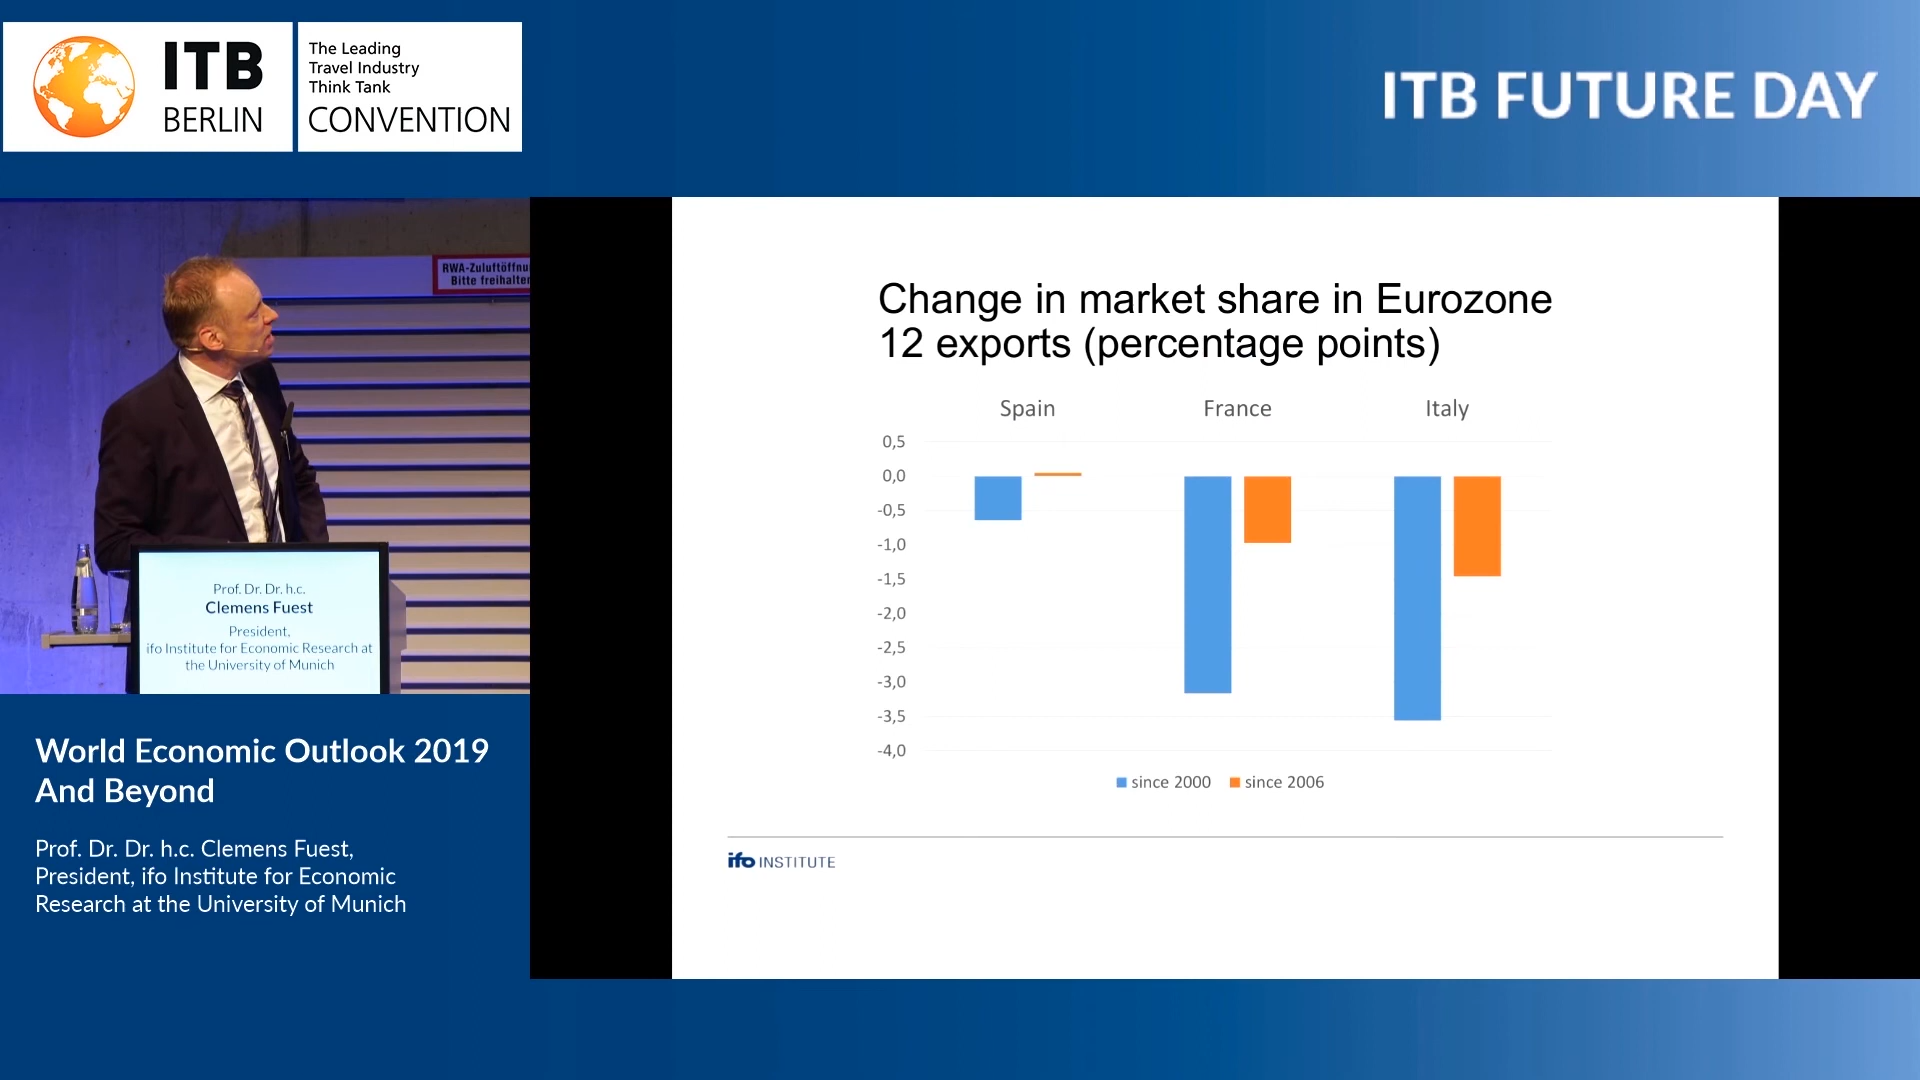 ITB
BERLIN
The Leading
Travel Industry
Think Tank
CONVENTION
ITB FUTURE DAY
RWA-Zuluftöffnu
Bitte freihalten
Prof. Dr. Dr. h.c.
Clemens Fuest
President,
ifo Institute for Economic Research at
the University of Munich
World Economic Outlook 2019
And Beyond
Prof. Dr. Dr. h.c. Clemens Fuest,
President, ifo Institute for Economic
Research at the University of Munich
Change in market share in Eurozone
12 exports (percentage points)
Spain France Italy
0,5
0,0
-0,5
-1,0
-1,5
-2,0
-2,5
-3,0
-3,5
-4,0
since 2000 since 2006
ifo INSTITUTE